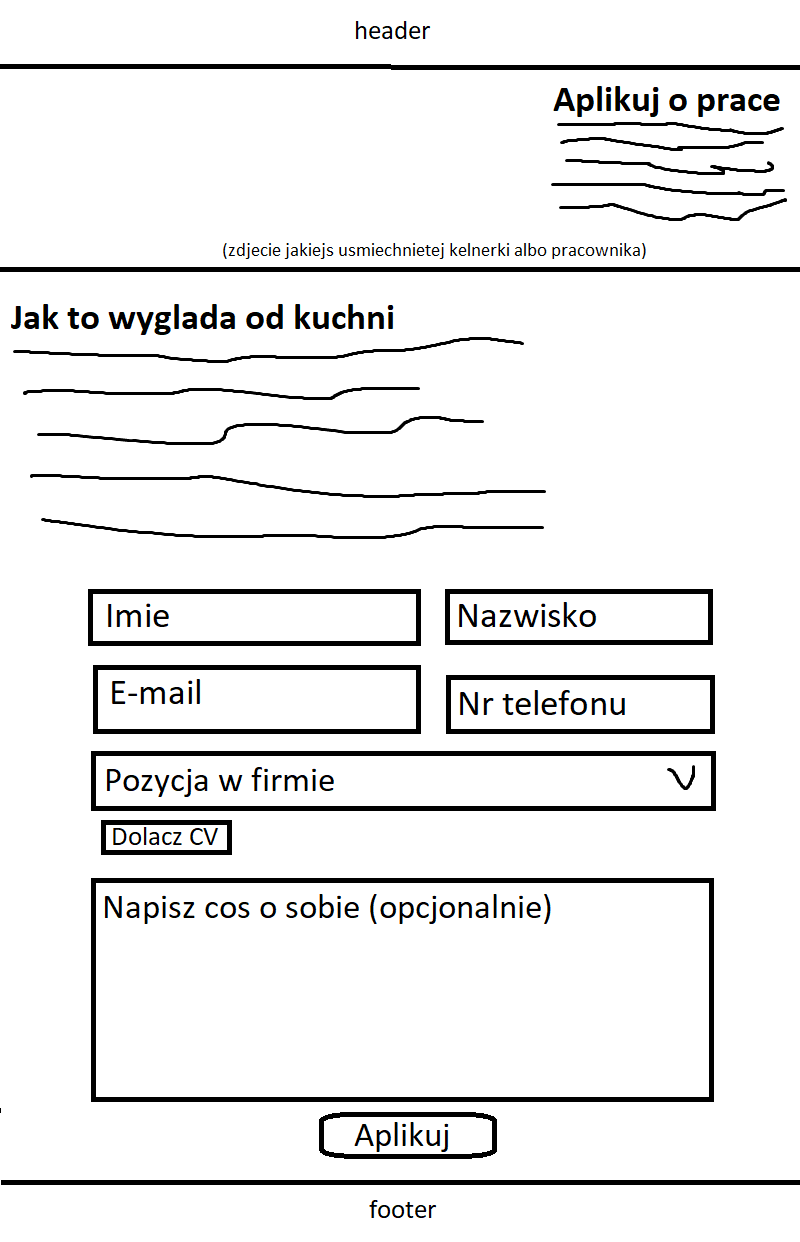 header
Aplikuj o prace
(zdjecie jakiejs usmiechnietej kelnerki albo pracownika)
Jak to wyglada od kuchni
Imie
Nazwisko
E-mail
Nr telefonu
Pozycja w firmie
Dolacz CV
Napisz cos o sobie (opcjonalnie)
Aplikuj
footer